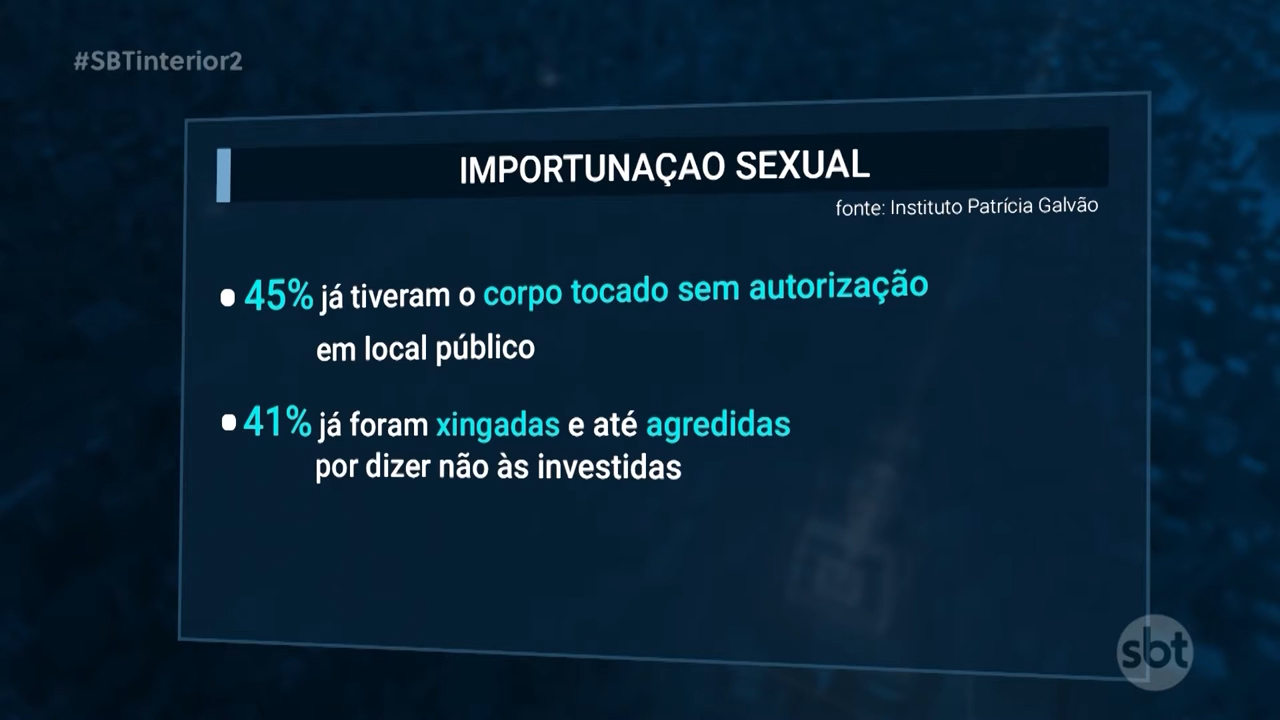 #SBTinterior2
IMPORTUNAÇAO SEXUAL
fonte: Instituto Patrícia Galvão
• 45% já tiveram o corpo tocado sem autorização
em local público
• 41% já foram xingadas e até agredidas
por dizer não às investidas
sbt